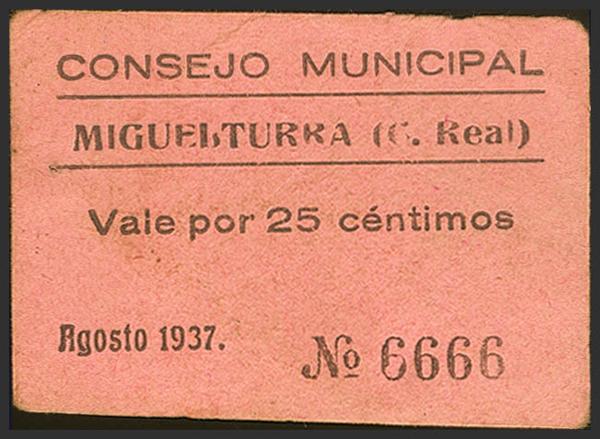 CONSEJO MUNICIPAL
MIGUELTURRA (C. Real)
Vale por 25 céntimos
Agosto 1937.
No 6666